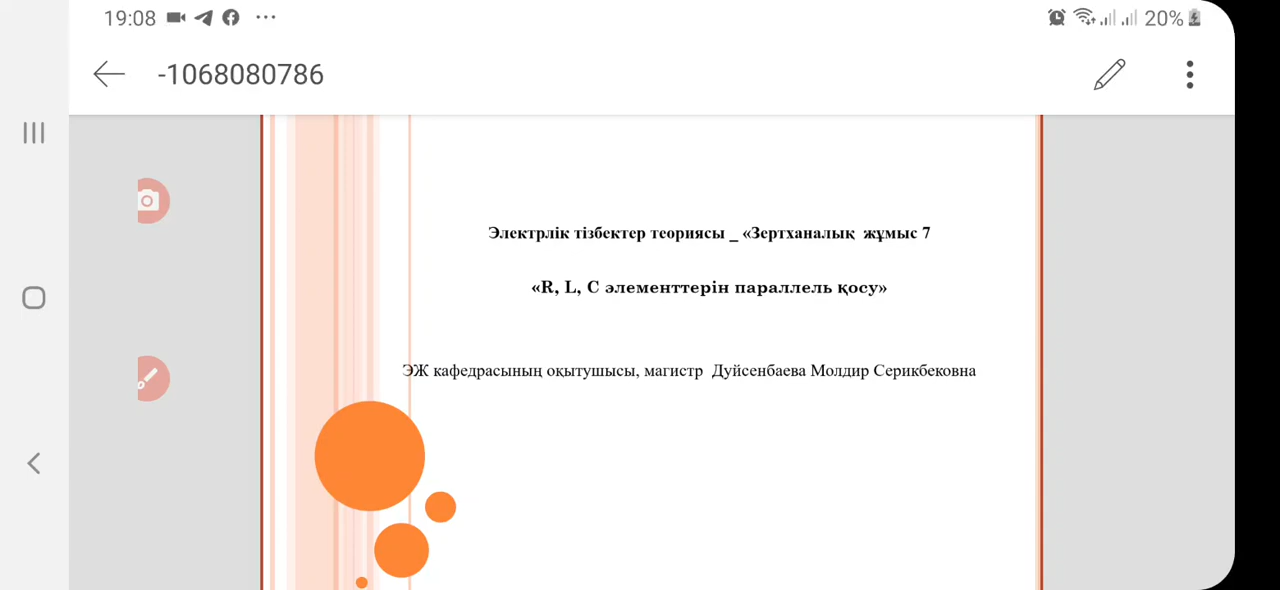 19:08 ... 20%
-1068080786
Электрлік тізбектер теориясы _ «Зертханалық жұмыс 7
«R, L, C элементтерін параллель қосу»
ЭЖ кафедрасының оқытушысы, магистр Дуйсенбаева Молдир Серикбековна